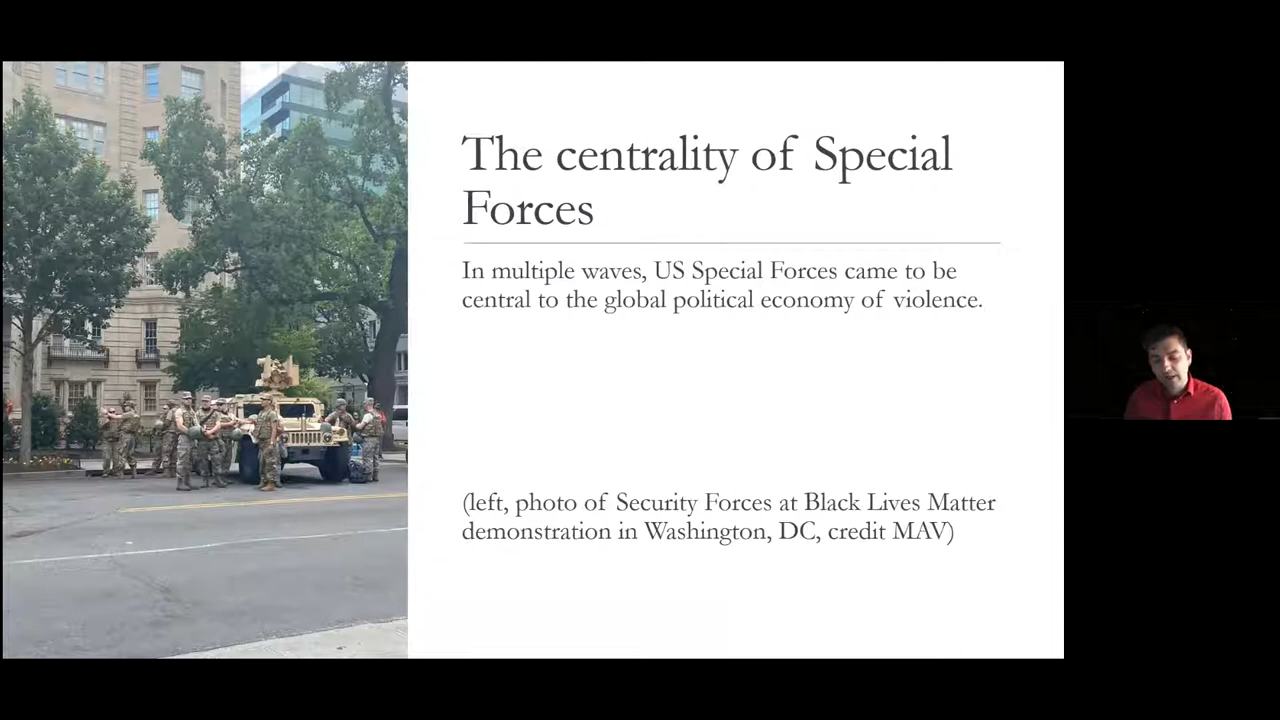 The centrality of Special
Forces
In multiple waves, US Special Forces came to be
central to the global political economy of violence.
(left, photo of Security Forces at Black Lives Matter
demonstration in Washington, DC, credit MAV)